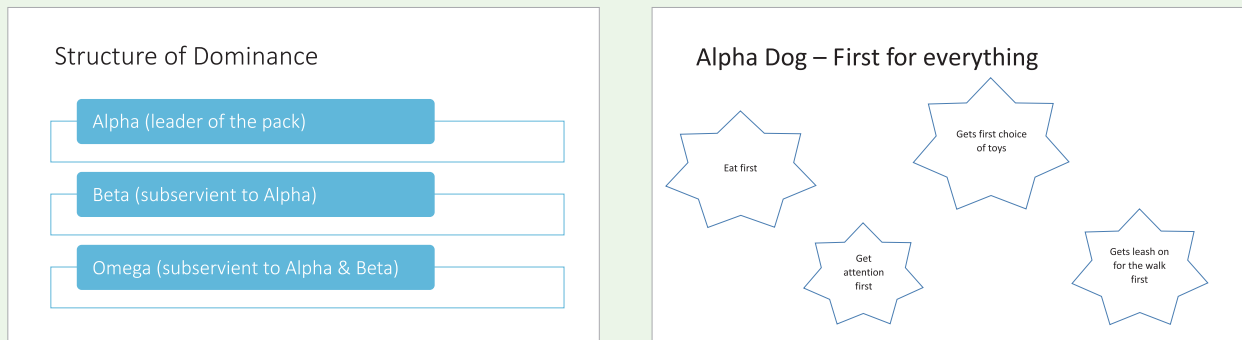 Structure of Dominance
Alpha (leader of the pack)
Beta (subservient to Alpha)
Omega (subservient to Alpha & Beta)
Alpha Dog – First for everything
Eat first
Gets first choice
of toys
Get
attention
first
Gets leash on
for the walk
first